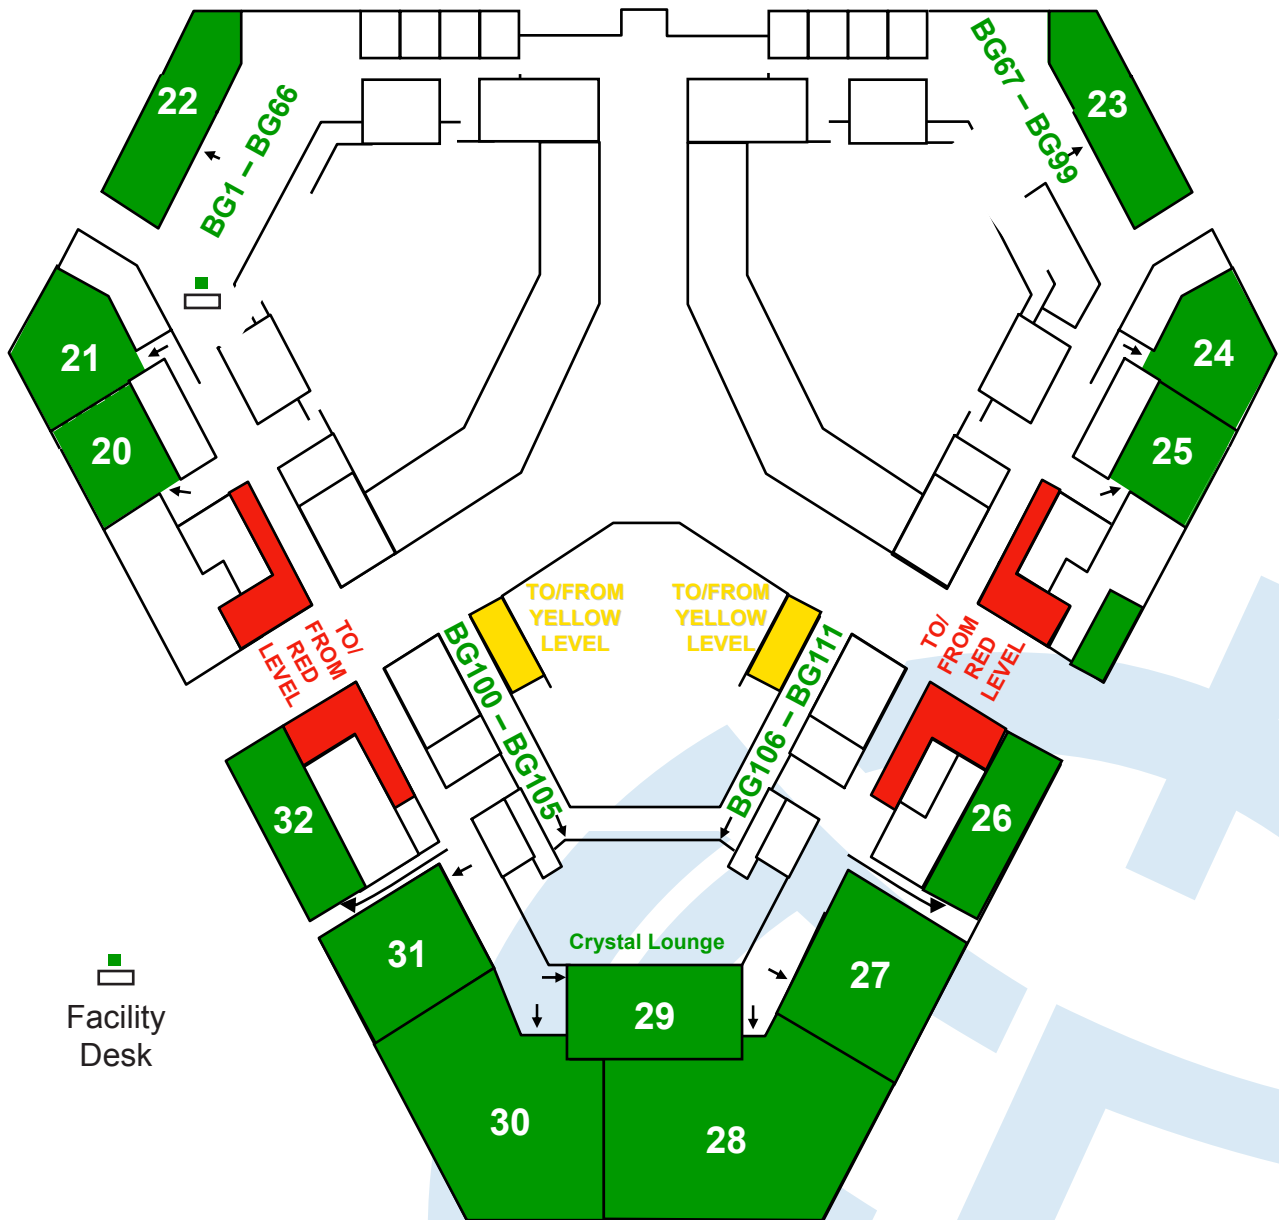 22
23
BG1 – BG66
BG67 – BG99
21
24
20
25
TO/FROM
YELLOW
LEVEL
TO/FROM
YELLOW
LEVEL
TO/
FROM
RED
LEVEL
TO/
FROM
RED
LEVEL
BG100 – BG105
BG106 – BG111
32
26
Crystal Lounge
31
27
29
Facility
Desk
30
28